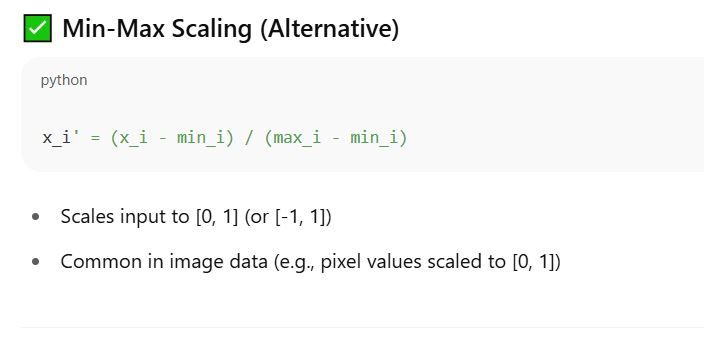 ✅ Min-Max Scaling (Alternative)
python
x_i' = (x_i - min_i) / (max_i - min_i)
• Scales input to [0, 1] (or [-1, 1])
• Common in image data (e.g., pixel values scaled to [0, 1])